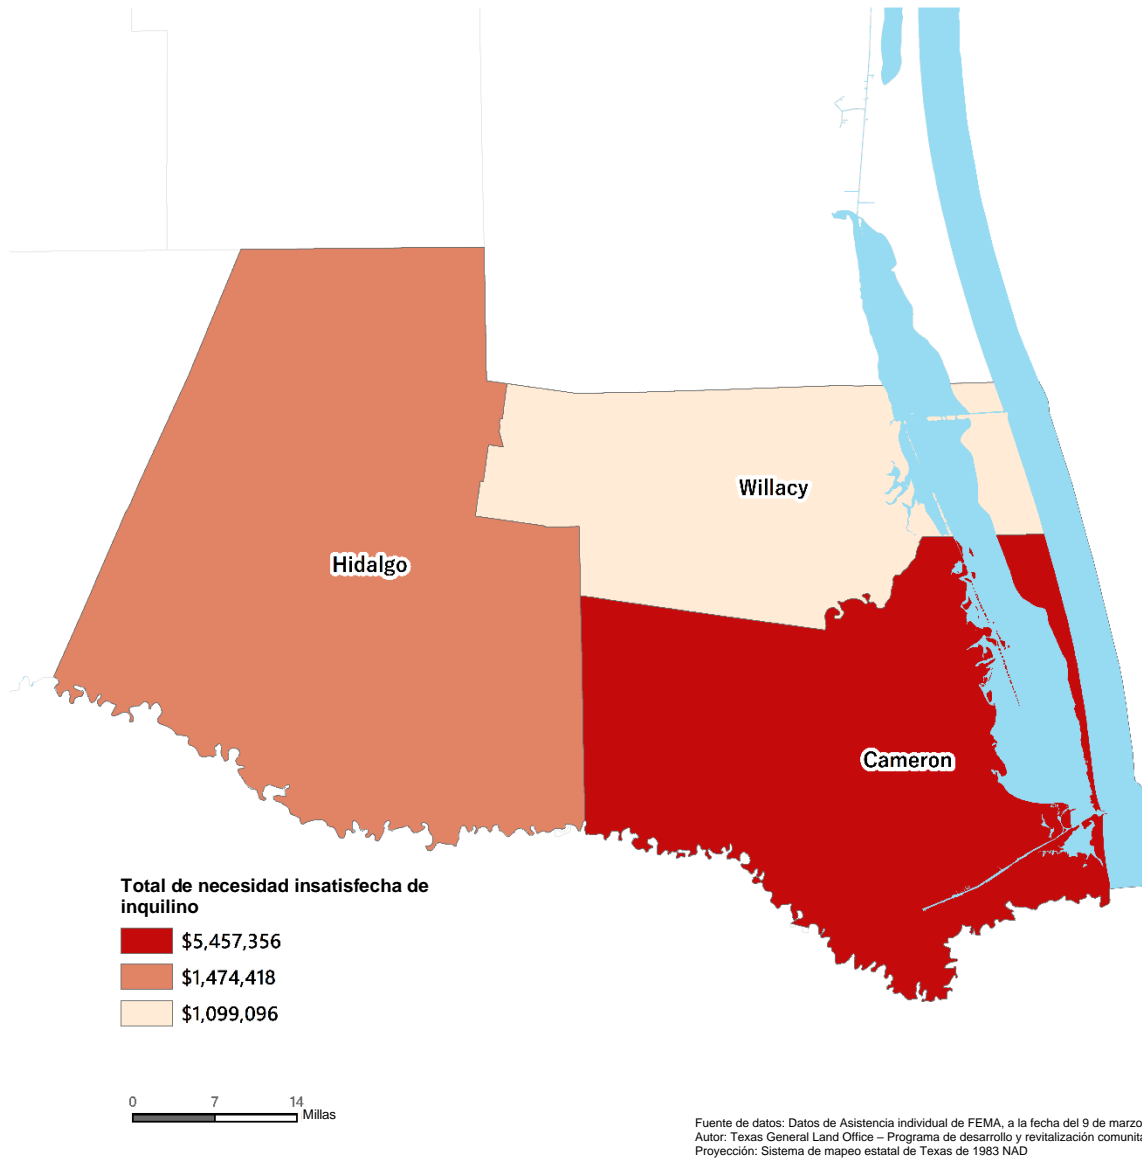 Willacy
Hidalgo
Cameron
Total de necesidad insatisfecha de
inquilino
$5,457,356
$1,474,418
$1,099,096
0 7 14
Millas
Fuente de datos: Datos de Asistencia individual de FEMA, a la fecha del 9 de marzo
Autor: Texas General Land Office – Programa de desarrollo y revitalización
Proyección: Sistema de mapeo estatal de Texas de 1983 NAD